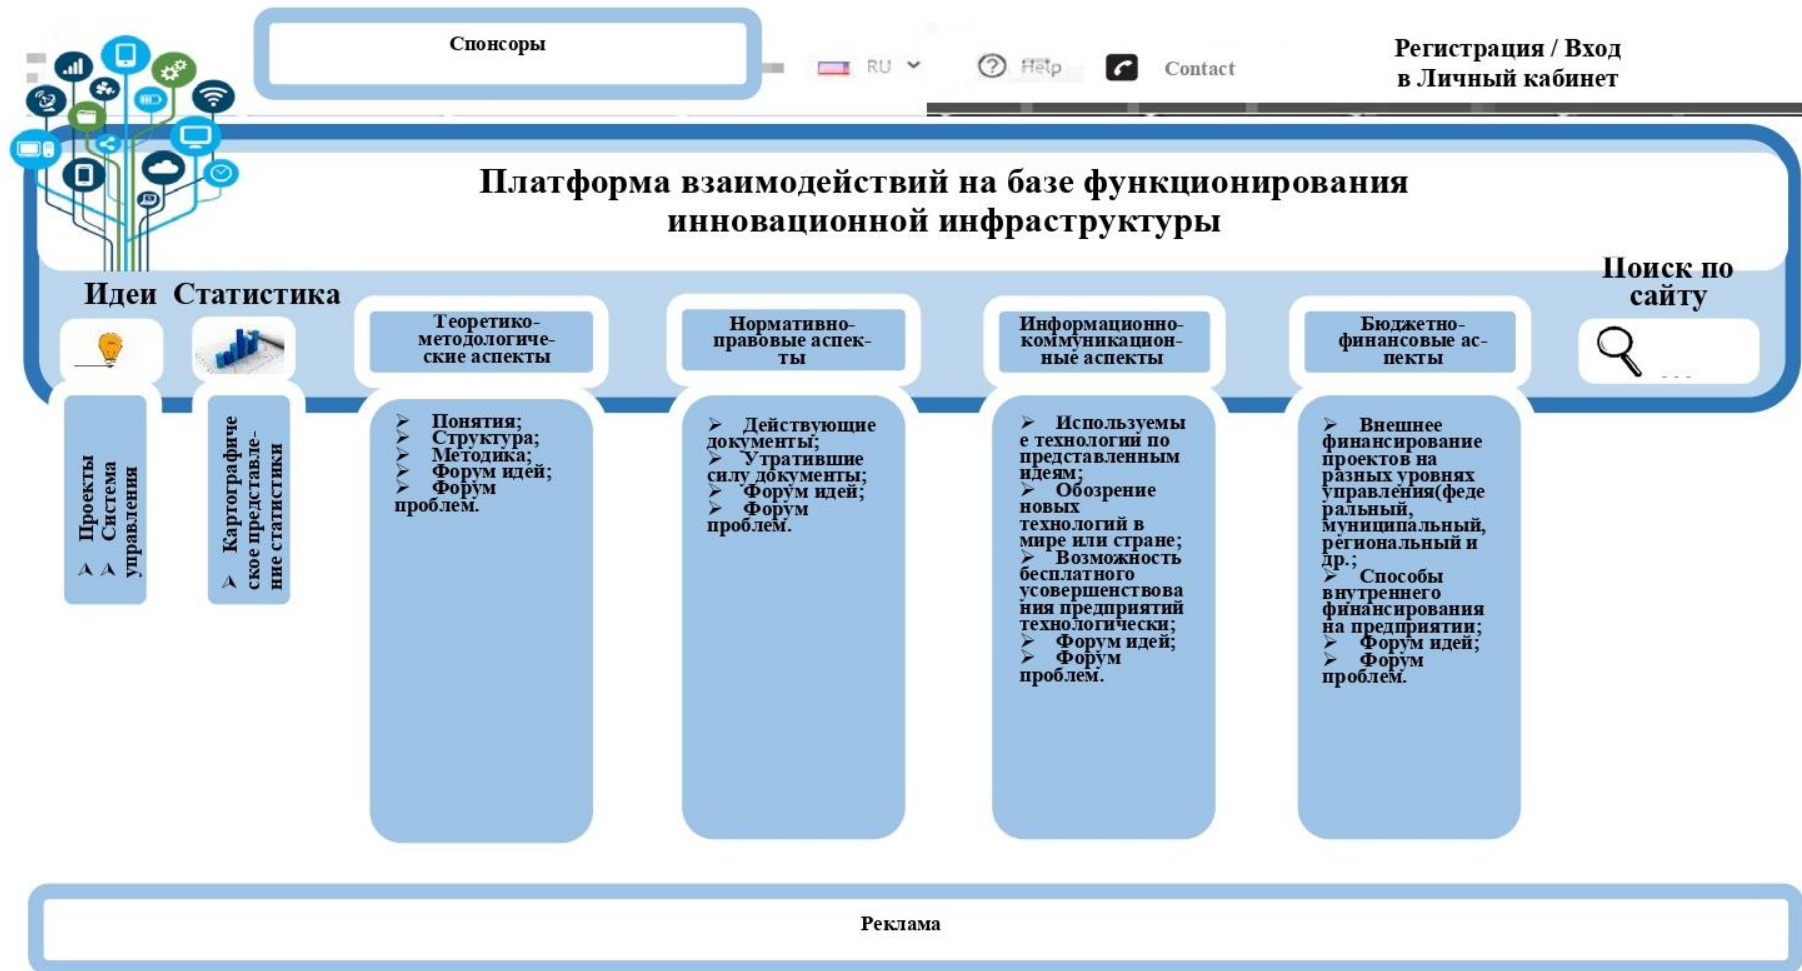 Спонсоры
RU
Help
Contact
Регистрация / Вход
в Личный кабинет
Платформа взаимодействий на базе функционирования
инновационной инфраструктуры
Идеи
Статистика
Поиск по
сайту
Теоретико-
методологиче-
ские аспекты
Нормативно-
правовые аспек-
ты
Информационно-
коммуникацион-
ные аспекты
Бюджетно-
финансовые ас-
пекты
➢ Проекты
➢ Система
управления
➢ Картографиче
ское представле-
ние статистики
➢ Понятия;
➢ Структура;
➢ Методика;
➢ Форум идей;
➢ Форум
проблем.
➢ Действующие
документы;
➢ Утратившие
силу документы;
➢ Форум идей;
➢ Форум
проблем.
➢ Используемы
е технологии по
представленным
идеям;
➢ Обозрение
новых
технологий в
мире или стране;
➢ Возможность
бесплатного
усовершенствова
ния предприятий
технологически;
➢ Форум идей;
➢ Форум
проблем.
➢ Внешнее
финансирование
проектов на
разных уровнях
управления(феде
ральный,
муниципальный,
региональный и
др.;
➢ Способы
внутреннего
финансирования
на предприятии;
➢ Форум идей;
➢ Форум
проблем.
Реклама